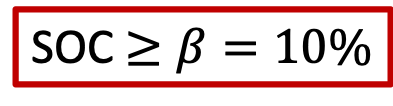 SOC ≥ 𝛽 = 10%